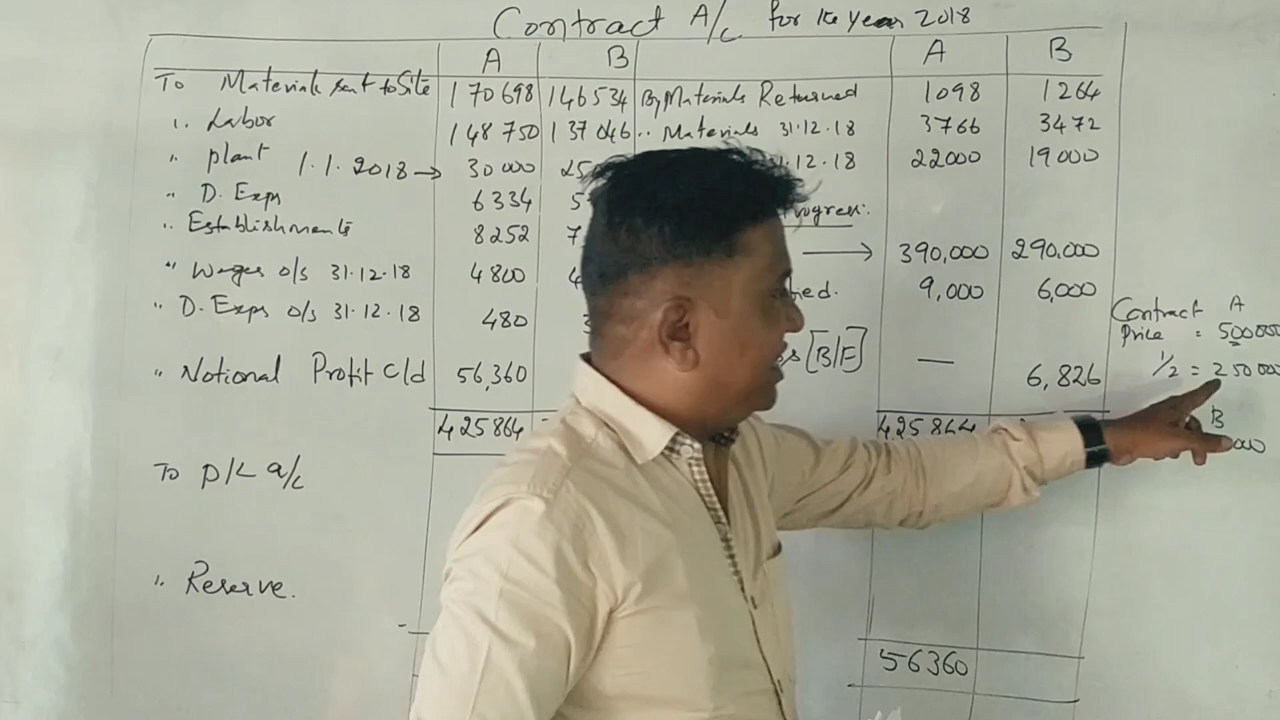 Contract A/c for the year 2018
A B A B
To Materials sent to Site 170698 146534 By Materials Returned 1098 1264
" Labor 148750 137046 " Materials 31.12.18 3766 3472
" plant 1.1.2018 → 30000 12.18 22000 19000
" D. Exps 6334
" Establishments 8252 → 390,000 290.000
" Wages o/s 31.12.18 4800 9,000 6,000
" D. Exps o/s 31.12.18 480
" Notional Profit C/d 56,360 [B/F] — 6,826
425864 425864
To P/L a/c
" Reserve.
56360
Contract A
Price = 500000
1/2 = 250000
B
000